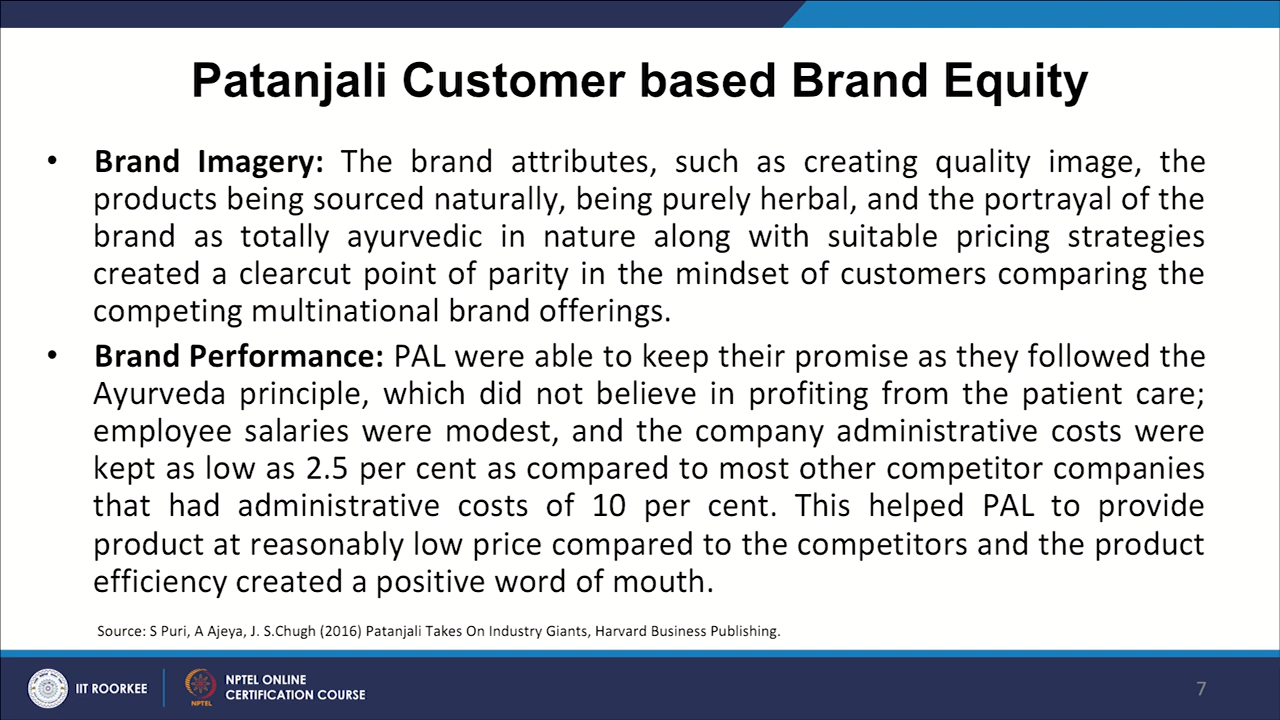 Patanjali Customer based Brand Equity
• Brand Imagery: The brand attributes, such as creating quality image, the
products being sourced naturally, being purely herbal, and the portrayal of the
brand as totally ayurvedic in nature along with suitable pricing strategies
created a clearcut point of parity in the mindset of customers comparing the
competing multinational brand offerings.
• Brand Performance: PAL were able to keep their promise as they followed the
Ayurveda principle, which did not believe in profiting from the patient care;
employee salaries were modest, and the company administrative costs were
kept as low as 2.5 per cent as compared to most other competitor companies
that had administrative costs of 10 per cent. This helped PAL to provide
product at reasonably low price compared to the competitors and the product
efficiency created a positive word of mouth.
Source: S Puri, A Ajeya, J. S.Chugh (2016) Patanjali Takes On Industry Giants, Harvard Business Publishing.
IIT ROORKEE
NPTEL
NPTEL ONLINE
CERTIFICATION COURSE
7